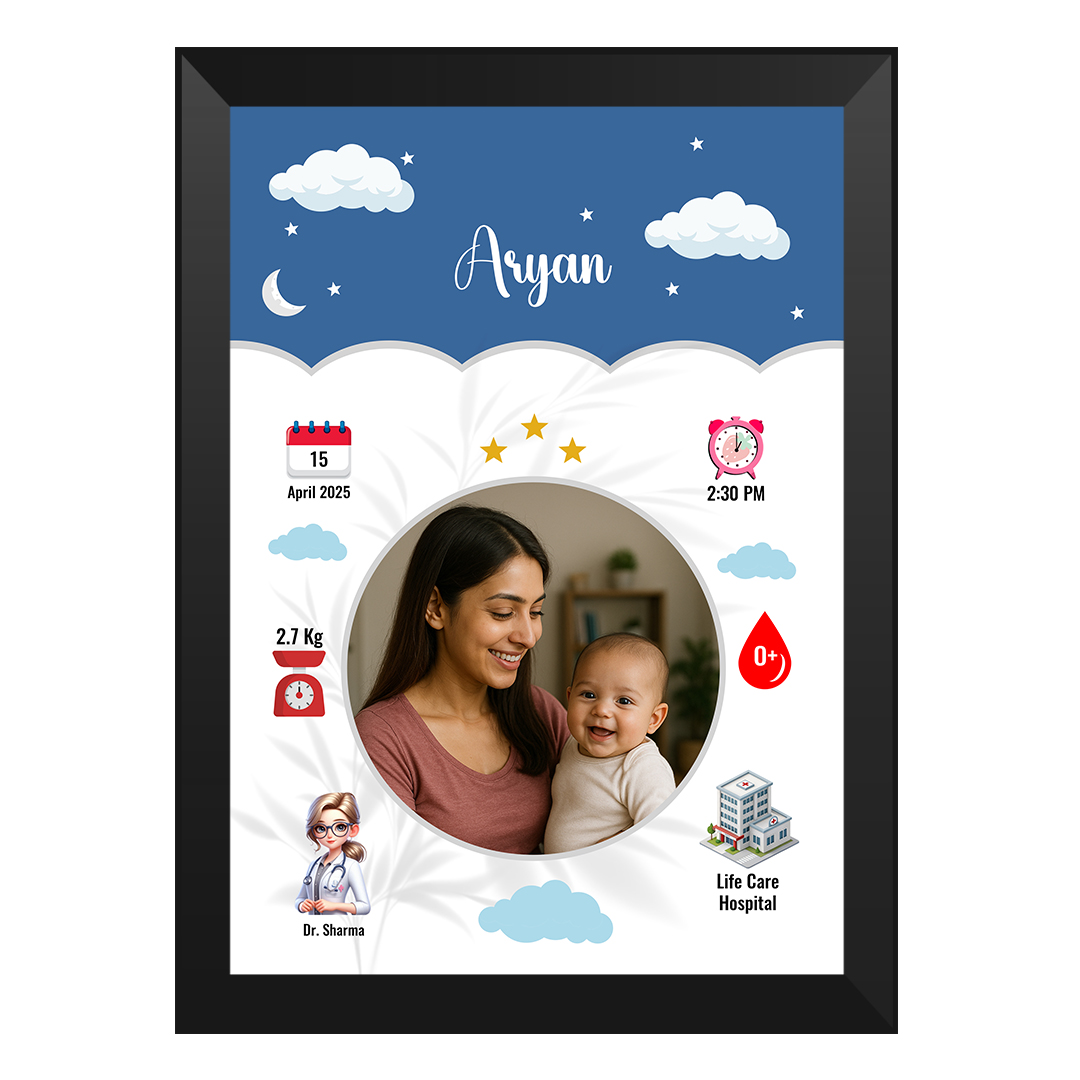 Aryan
15
April 2025
2:30 PM
2.7 Kg
O+
Dr. Sharma
Life Care
Hospital